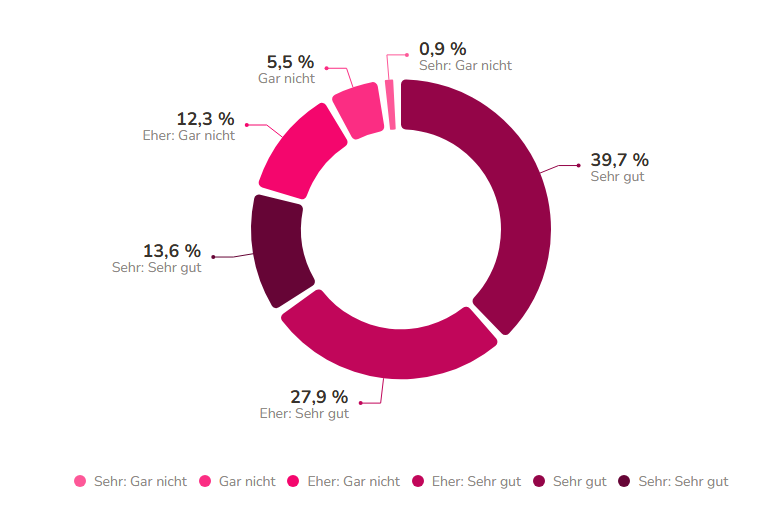 0,9 %
Sehr: Gar nicht
5,5 %
Gar nicht
12,3 %
Eher: Gar nicht
39,7 %
Sehr gut
13,6 %
Sehr: Sehr gut
27,9 %
Eher: Sehr gut
Sehr: Gar nicht Gar nicht Eher: Gar nicht Eher: Sehr gut Sehr gut Sehr: Sehr gut